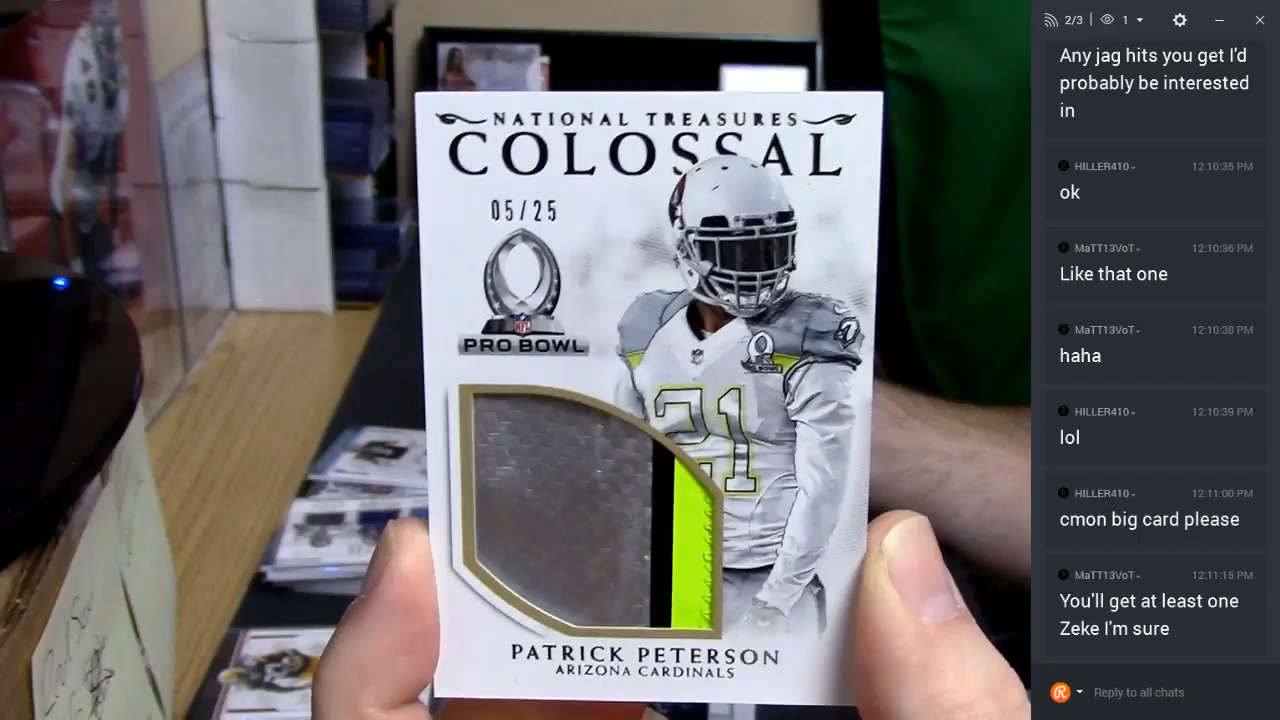 NATIONAL TREASURES
COLOSSAL
05/25
NFL
PRO BOWL
21
PATRICK PETERSON
ARIZONA CARDINALS
2/3 | 1
Any jag hits you get I'd
probably be interested
in
HILLER410 12:10:35 PM
ok
MaTT13VoT 12:10:36 PM
Like that one
MaTT13VoT 12:10:38 PM
haha
HILLER410 12:10:39 PM
lol
HILLER410 12:11:00 PM
cmon big card please
MaTT13VoT 12:11:15 PM
You'll get at least one
Zeke I'm sure
Reply to all chats